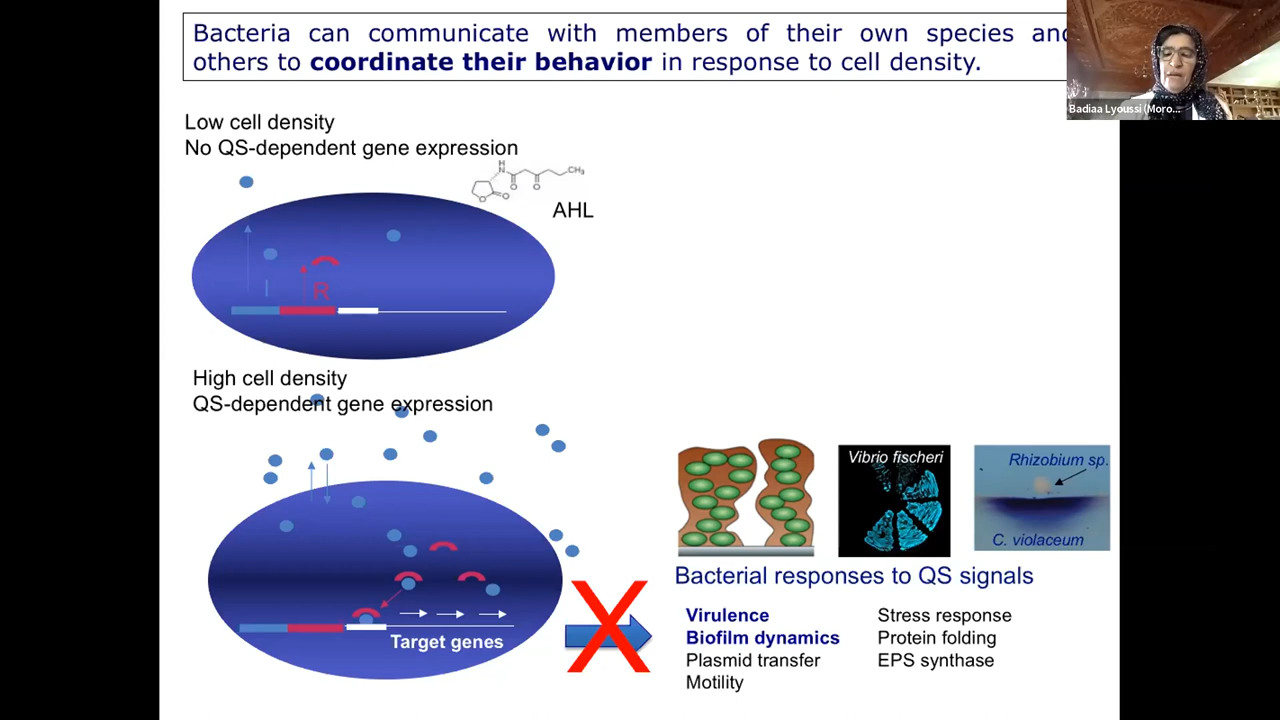 Bacteria can communicate with members of their own species and
others to coordinate their behavior in response to cell density.
Badiaa Lyoussi (Moro...
Low cell density
No QS-dependent gene expression
H
N
CH3
O
O
O
O
AHL
I
R
High cell density
QS-dependent gene expression
Target genes
Vibrio fischeri
Rhizobium sp.
C. violaceum
Bacterial responses to QS signals
Virulence
Biofilm dynamics
Plasmid transfer
Motility
Stress response
Protein folding
EPS synthase